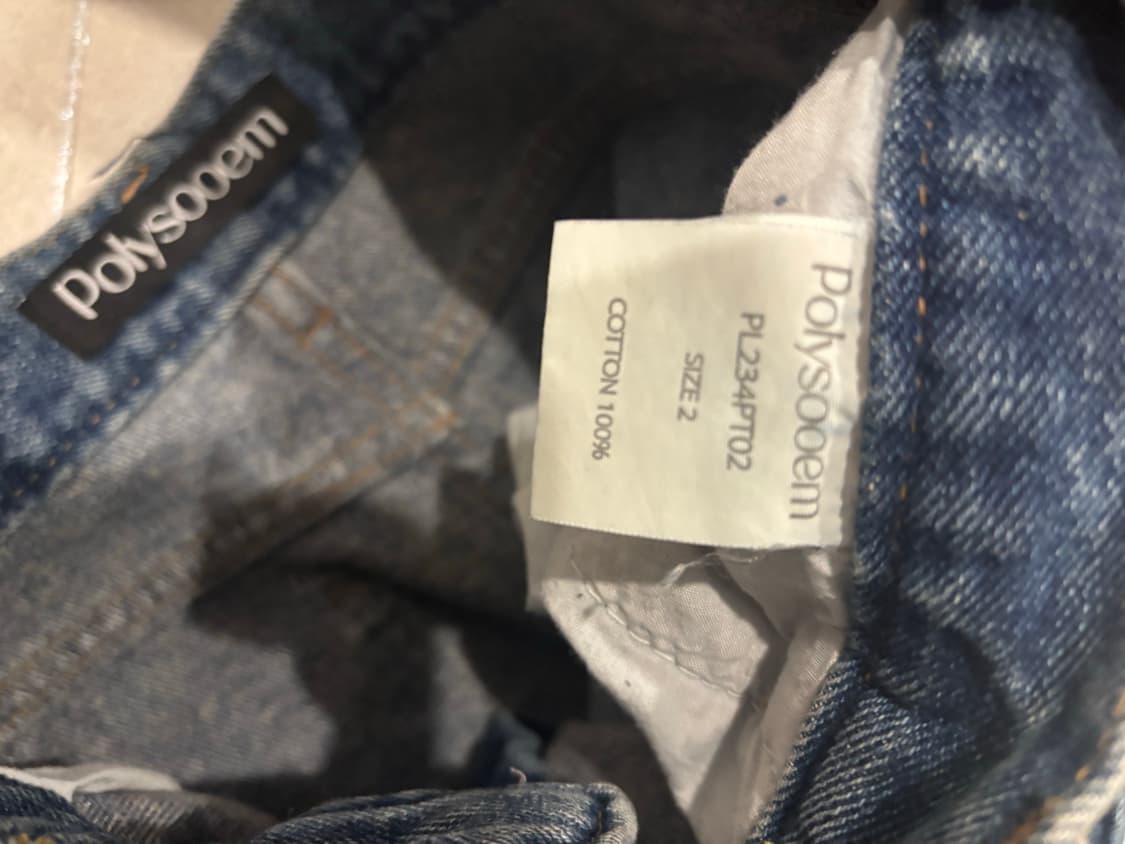 Polysooem
Polysooem
PL234PT02
SIZE 2
COTTON 100%